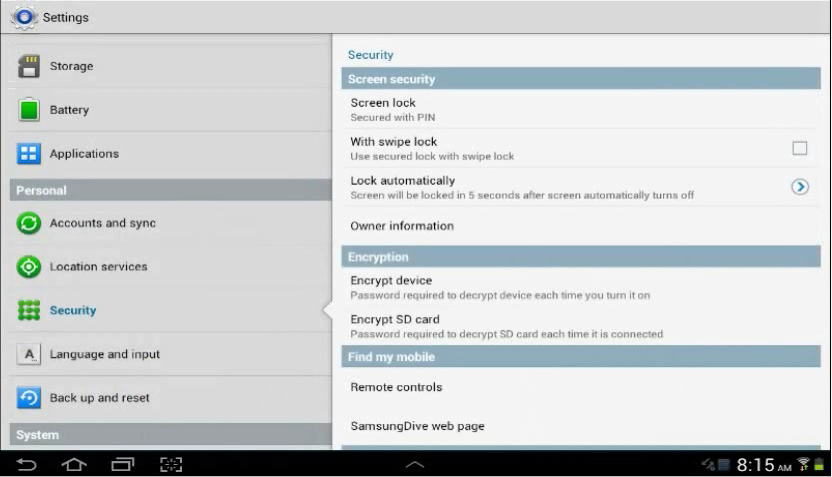 Settings
Storage
Battery
Applications
Personal
Accounts and sync
Location services
Security
Language and input
Back up and reset
System
Security
Screen security
Screen lock
Secured with PIN
With swipe lock
Use secured lock with swipe lock
Lock automatically
Screen will be locked in 5 seconds after screen automatically turns off
Owner information
Encryption
Encrypt device
Password required to decrypt device each time you turn it on
Encrypt SD card
Password required to decrypt SD card each time it is connected
Find my mobile
Remote controls
SamsungDive web page
8:15 AM